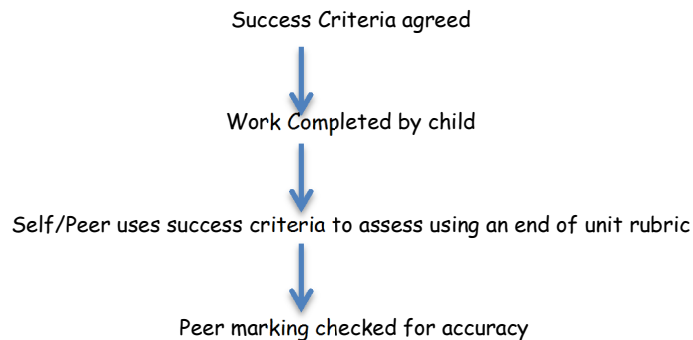 Success Criteria agreed
Work Completed by child
Self/Peer uses success criteria to assess using an end of unit rubric
Peer marking checked for accuracy